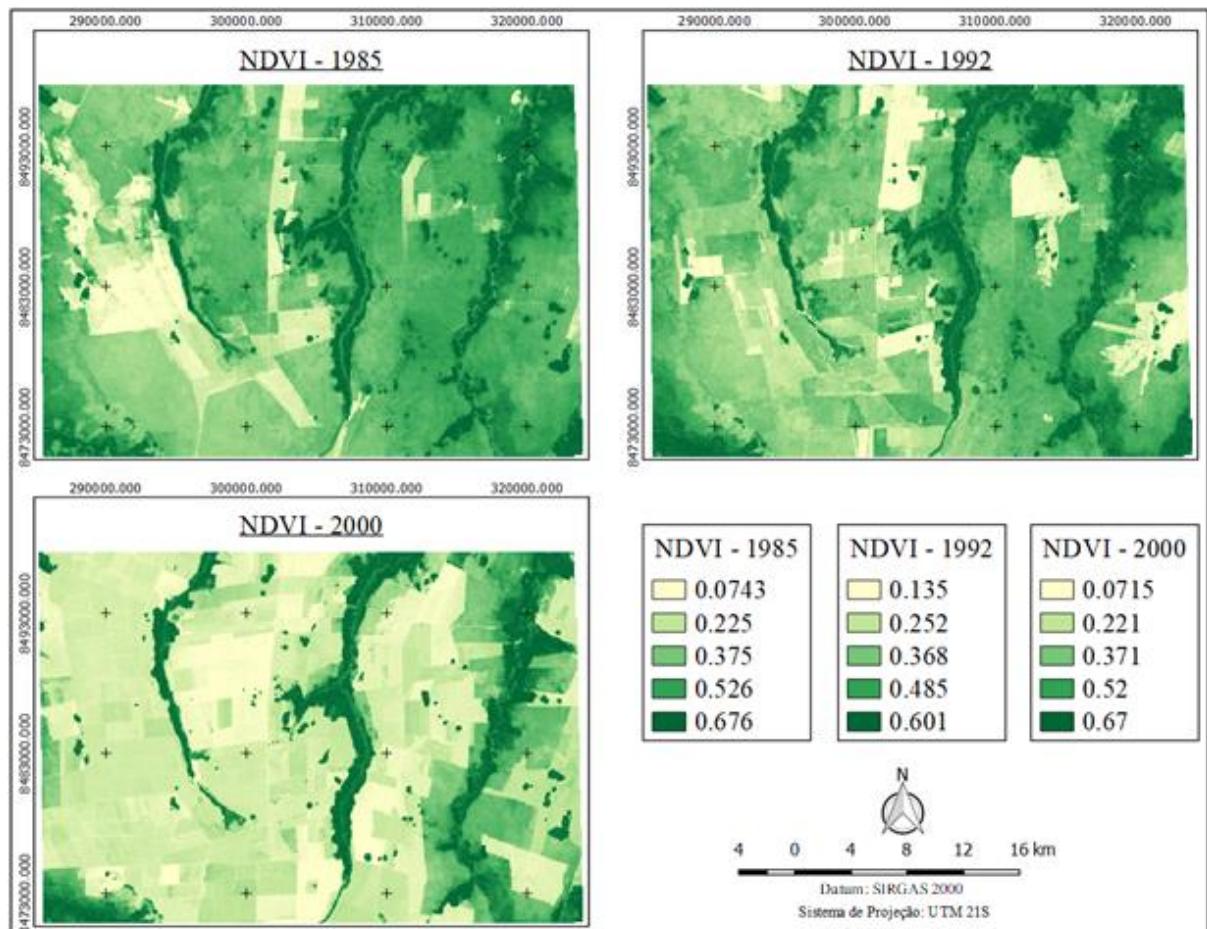 290000.000 300000.000 310000.000 320000.000
290000.000 300000.000 310000.000 320000.000
NDVI - 1985
NDVI - 1992
8493000.000
8483000.000
8473000.000
8493000.000
8483000.000
8473000.000
290000.000 300000.000 310000.000 320000.000
NDVI - 2000
8493000.000
8483000.000
8473000.000
NDVI - 1985
0.0743
0.225
0.375
0.526
0.676
NDVI - 1992
0.135
0.252
0.368
0.485
0.601
NDVI - 2000
0.0715
0.221
0.371
0.52
0.67
N
4 0 4 8 12 16 km
Datum: SIRGAS 2000
Sistema de Projeção: UTM 21S